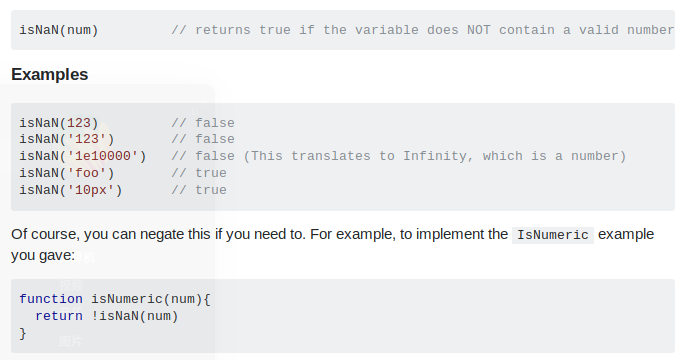 isNaN(num)         // returns true if the variable does NOT contain a valid number
Examples
isNaN(123)         // false
isNaN('123')       // false
isNaN('1e10000')   // false (This translates to Infinity, which is a number)
isNaN('foo')       // true
isNaN('10px')      // true
Of course, you can negate this if you need to. For example, to implement the IsNumeric example
you gave:
function isNumeric(num){
  return !isNaN(num)
}